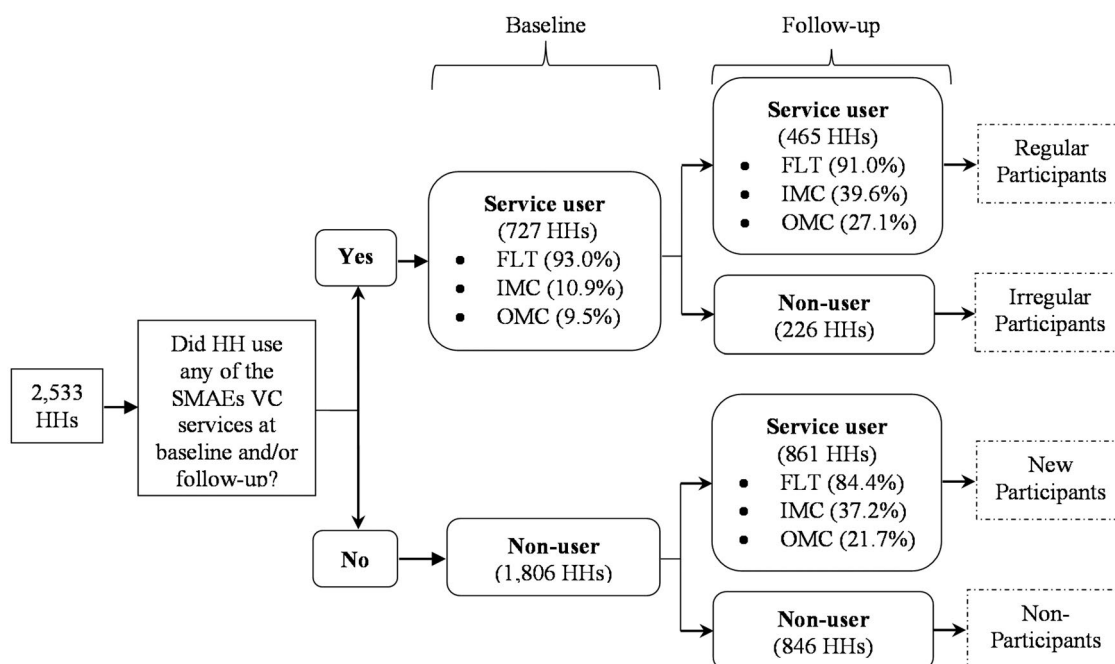 Baseline
Follow-up
2,533
HHs
Did HH use
any of the
SMAEs VC
services at
baseline and/or
follow-up?
Yes
No
Service user
(727 HHs)
• FLT (93.0%)
• IMC (10.9%)
• OMC (9.5%)
Non-user
(1,806 HHs)
Service user
(465 HHs)
• FLT (91.0%)
• IMC (39.6%)
• OMC (27.1%)
Non-user
(226 HHs)
Service user
(861 HHs)
• FLT (84.4%)
• IMC (37.2%)
• OMC (21.7%)
Non-user
(846 HHs)
Regular
Participants
Irregular
Participants
New
Participants
Non-
Participants